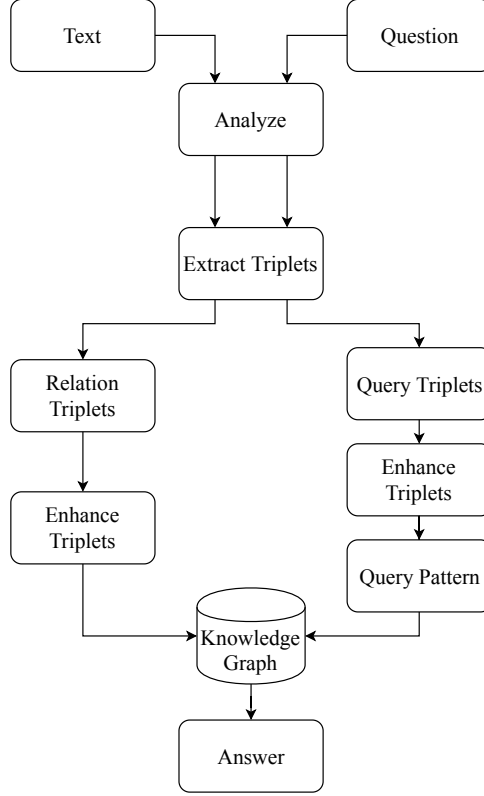 Text
Question
Analyze
Extract Triplets
Relation
Triplets
Query Triplets
Enhance
Triplets
Enhance
Triplets
Query Pattern
Knowledge
Graph
Answer